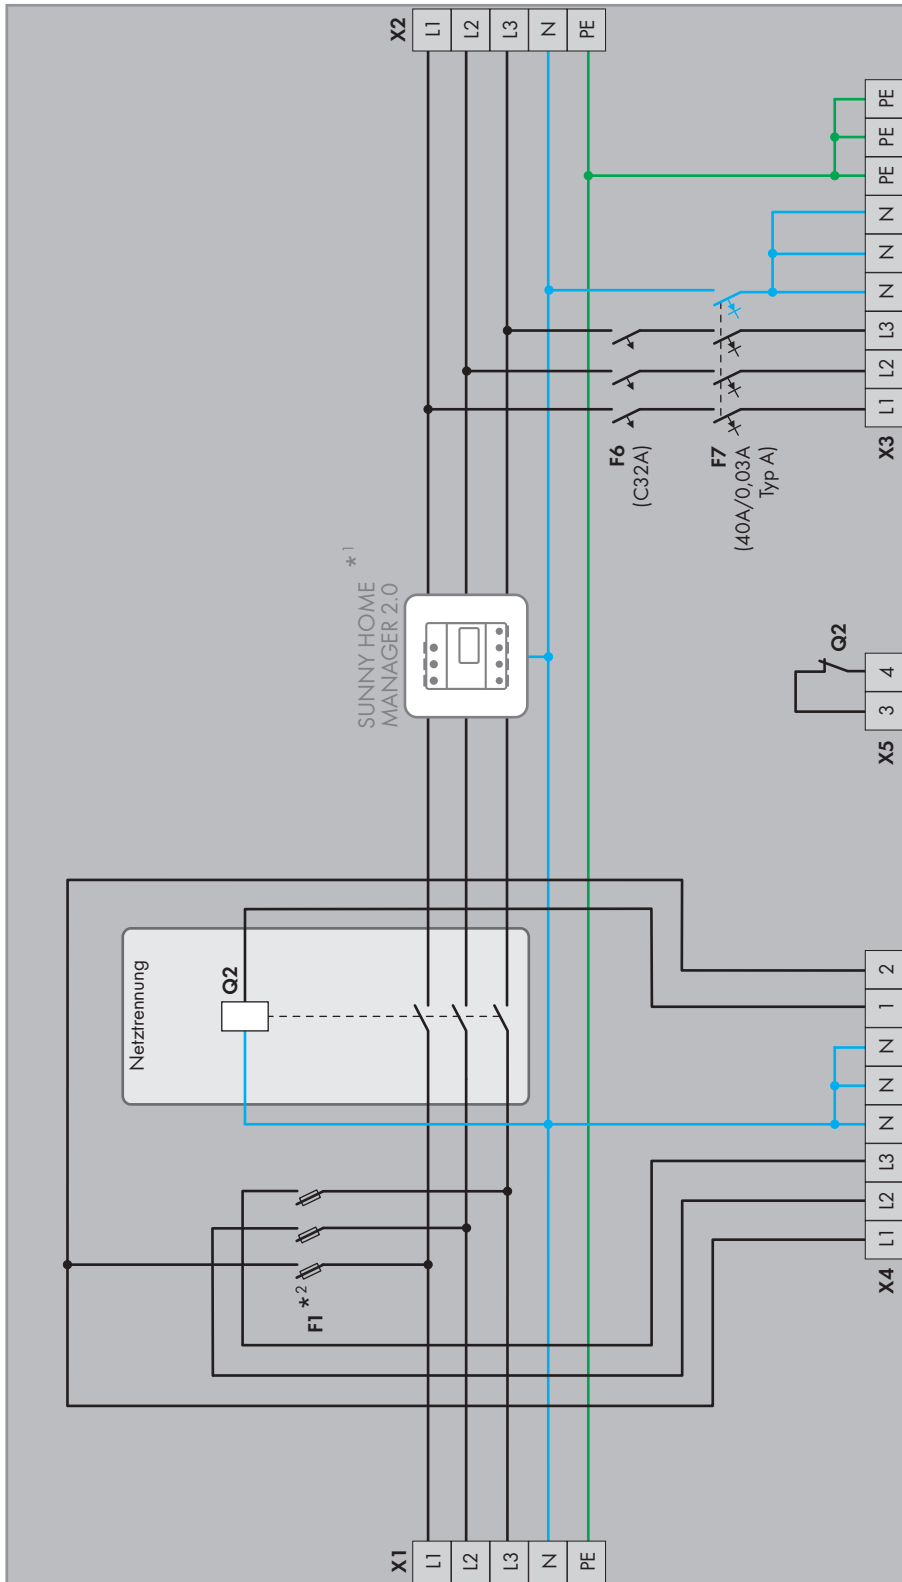 X2
L1
L2
L3
N
PE
PE
PE
PE
N
N
N
L3
L2
L1
X3
F6
(C32A)
F7
(40A/0,03A
Typ A)
SUNNY HOME *1
MANAGER 2.0
Q2
4
3
X5
Netztrennung
Q2
2
1
N
N
N
L3
L2
L1
X4
F1 *2
X1
L1
L2
L3
N
PE